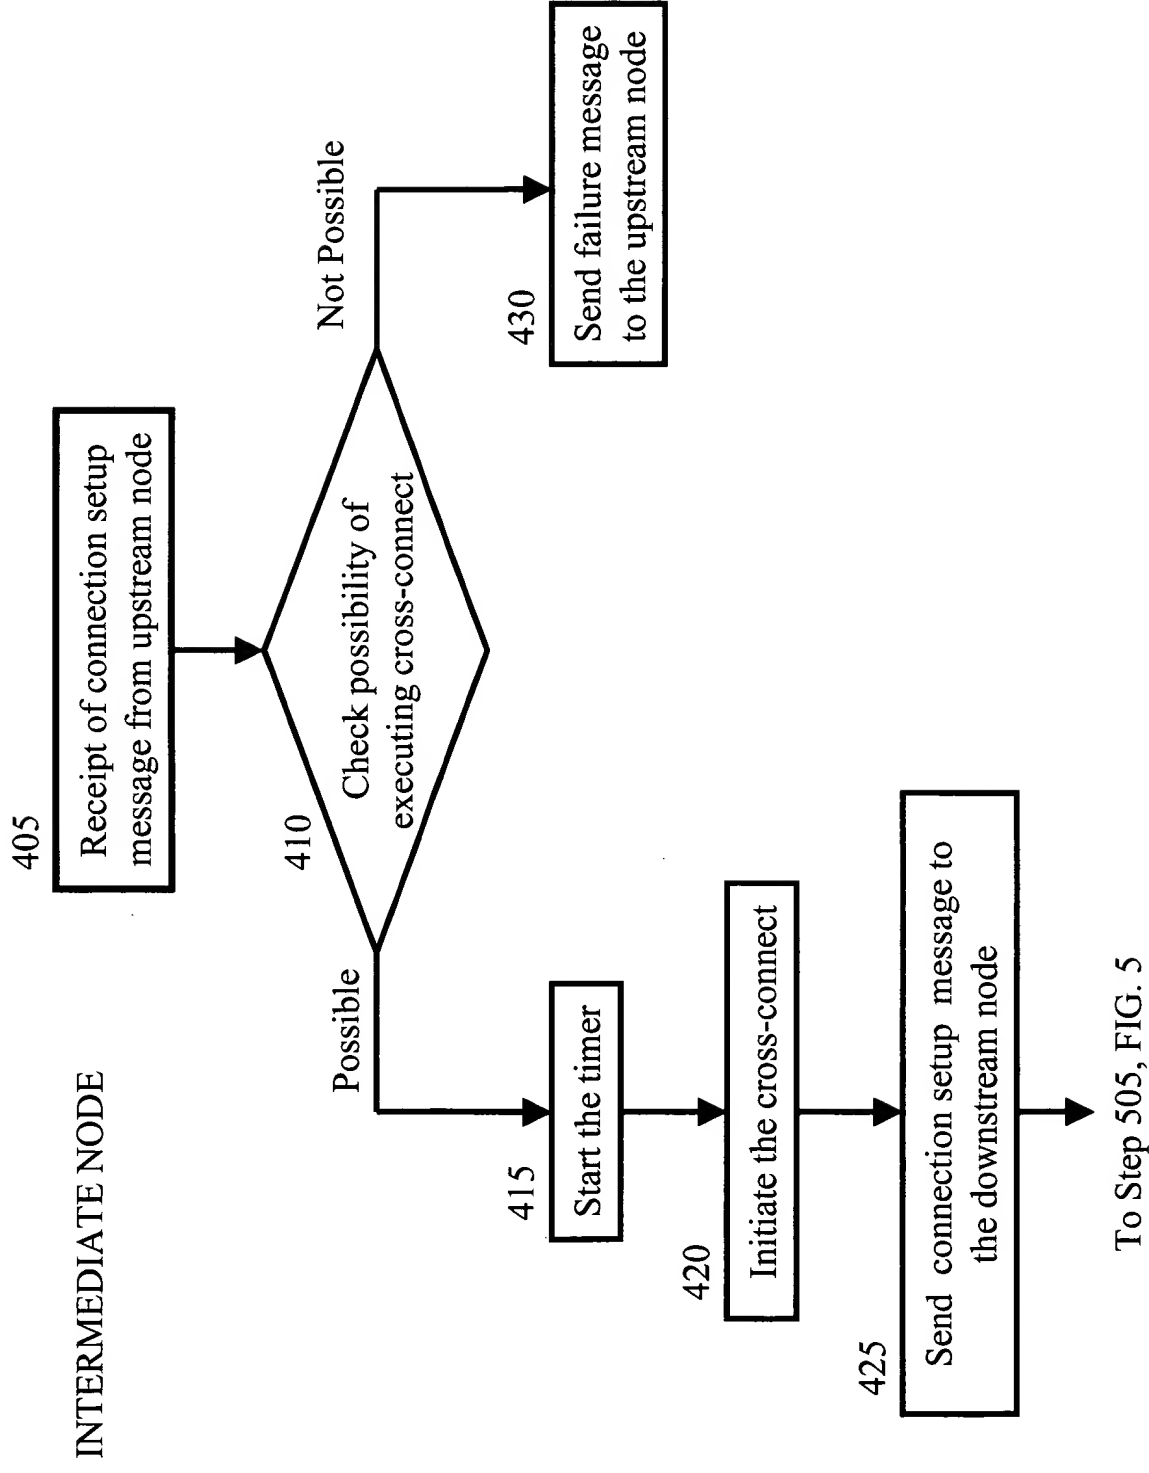 INTERMEDIATE NODE
405
Receipt of connection setup
message from upstream node
410
Check possibility of
executing cross-connect
Possible
Not Possible
415
Start the timer
430
Send failure message
to the upstream node
420
Initiate the cross-connect
425
Send connection setup message to
the downstream node
To Step 505, FIG. 5